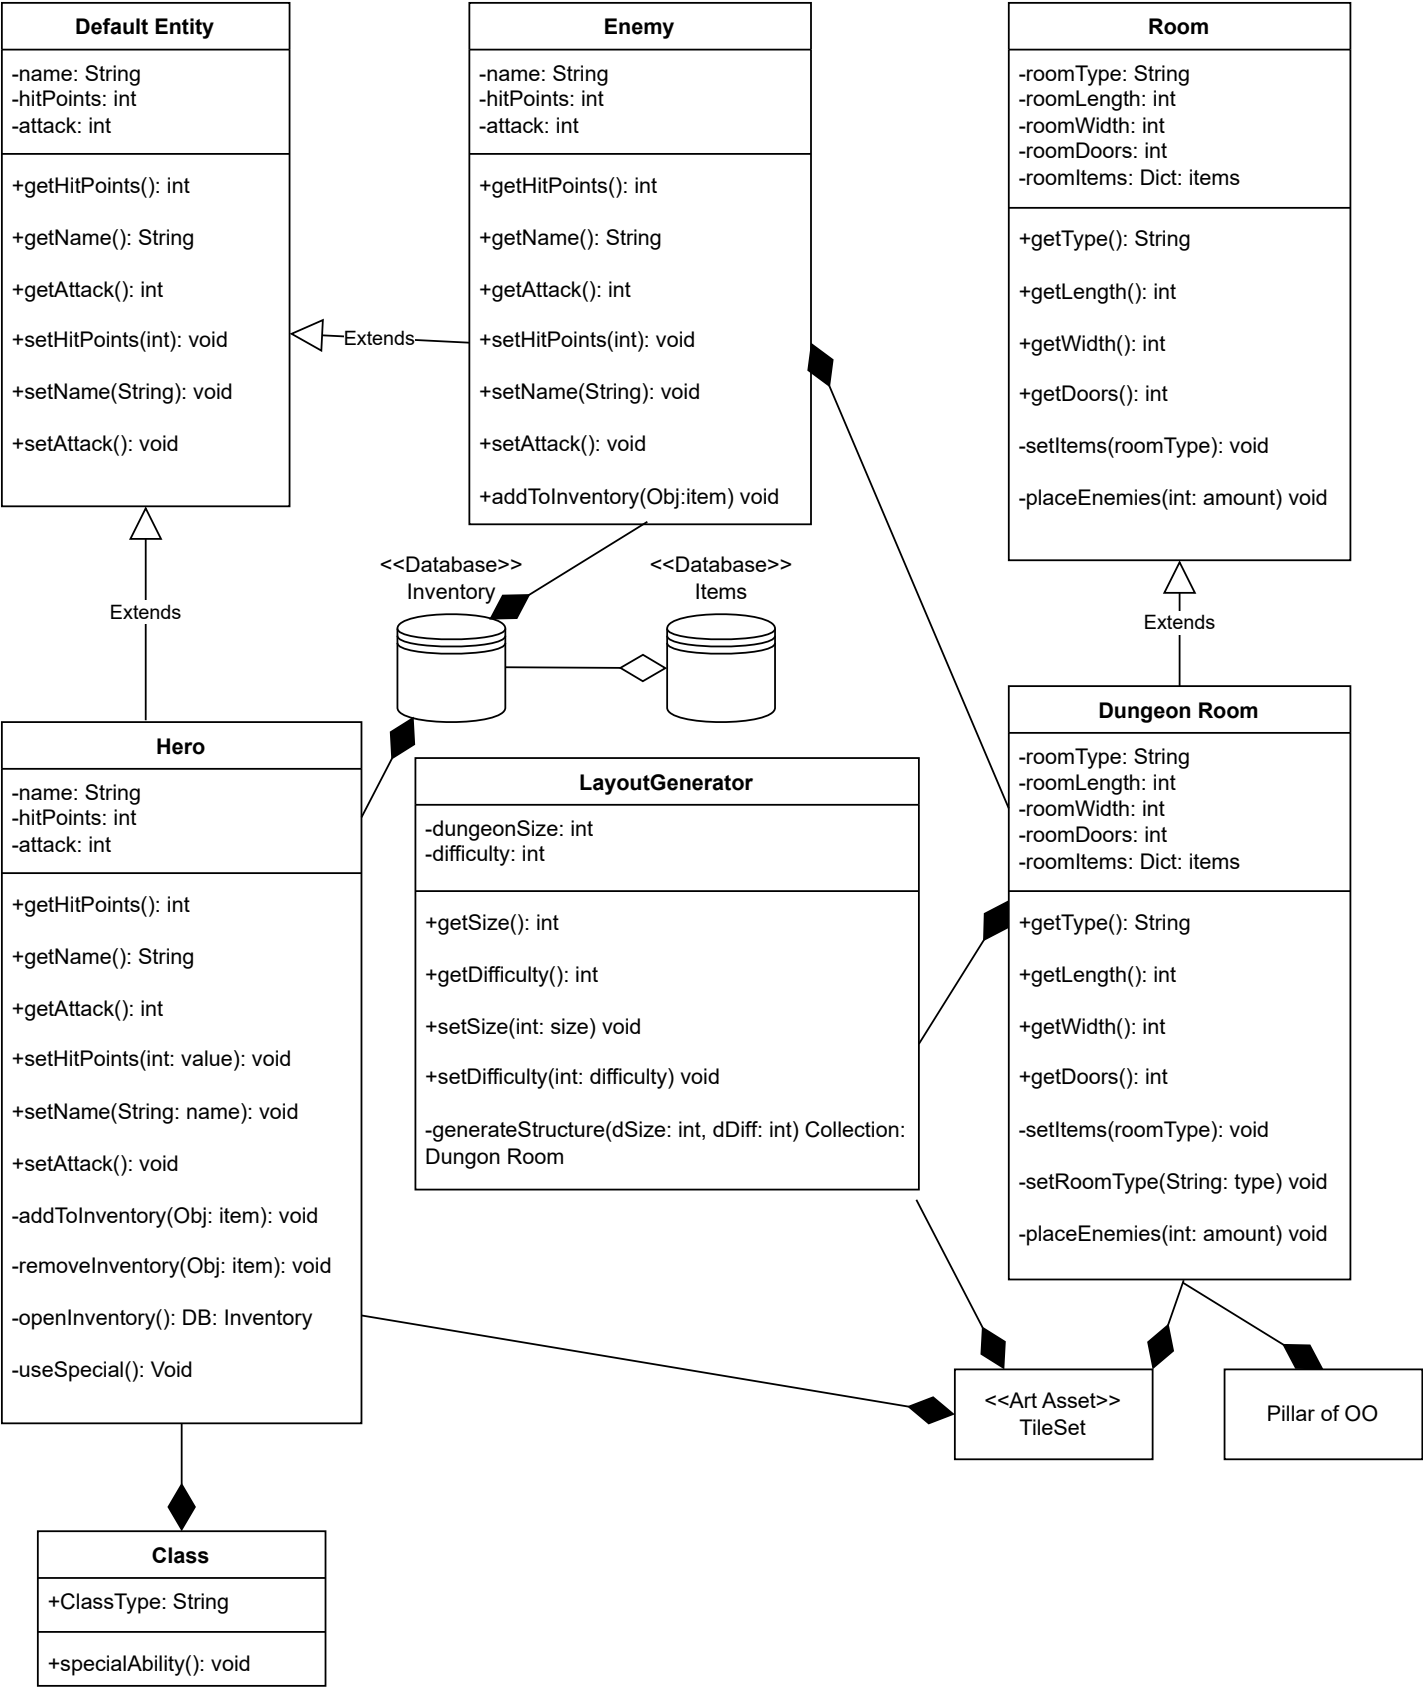 Default Entity
-name: String
-hitPoints: int
-attack: int
+getHitPoints(): int
+getName(): String
+getAttack(): int
+setHitPoints(int): void
+setName(String): void
+setAttack(): void
Extends
Enemy
-name: String
-hitPoints: int
-attack: int
+getHitPoints(): int
+getName(): String
+getAttack(): int
+setHitPoints(int): void
+setName(String): void
+setAttack(): void
+addToInventory(Obj:item) void
Room
-roomType: String
-roomLength: int
-roomWidth: int
-roomDoors: int
-roomItems: Dict: items
+getType(): String
+getLength(): int
+getWidth(): int
+getDoors(): int
-setItems(roomType): void
-placeEnemies(int: amount) void
Extends
<<Database>>
Inventory
<<Database>>
Items
Extends
Hero
-name: String
-hitPoints: int
-attack: int
+getHitPoints(): int
+getName(): String
+getAttack(): int
+setHitPoints(int: value): void
+setName(String: name): void
+setAttack(): void
-addToInventory(Obj: item): void
-removeInventory(Obj: item): void
-openInventory(): DB: Inventory
-useSpecial(): Void
LayoutGenerator
-dungeonSize: int
-difficulty: int
+getSize(): int
+getDifficulty(): int
+setSize(int: size) void
+setDifficulty(int: difficulty) void
-generateStructure(dSize: int, dDiff: int) Collection:
Dungon Room
Dungeon Room
-roomType: String
-roomLength: int
-roomWidth: int
-roomDoors: int
-roomItems: Dict: items
+getType(): String
+getLength(): int
+getWidth(): int
+getDoors(): int
-setItems(roomType): void
-setRoomType(String: type) void
-placeEnemies(int: amount) void
<<Art Asset>>
TileSet
Pillar of OO
Class
+ClassType: String
+specialAbility(): void